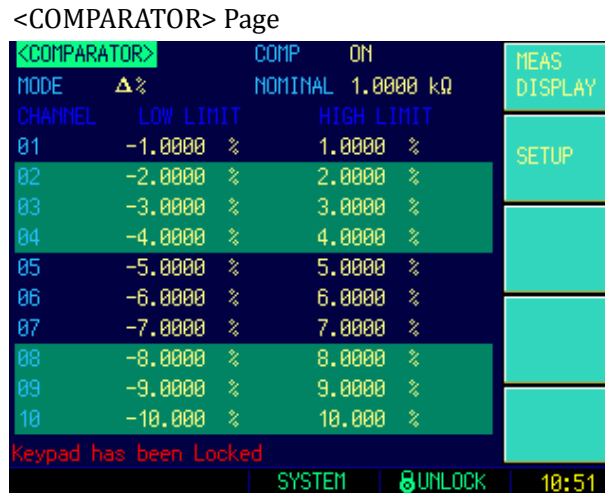 <COMPARATOR> Page
<COMPARATOR> COMP ON
MODE Δ% NOMINAL 1.0000 kΩ
CHANNEL LOW LIMIT HIGH LIMIT
01 -1.0000 % 1.0000 %
02 -2.0000 % 2.0000 %
03 -3.0000 % 3.0000 %
04 -4.0000 % 4.0000 %
05 -5.0000 % 5.0000 %
06 -6.0000 % 6.0000 %
07 -7.0000 % 7.0000 %
08 -8.0000 % 8.0000 %
09 -9.0000 % 9.0000 %
10 -10.000 % 10.000 %
Keypad has been Locked
MEAS
DISPLAY
SETUP
SYSTEM UNLOCK 10:51